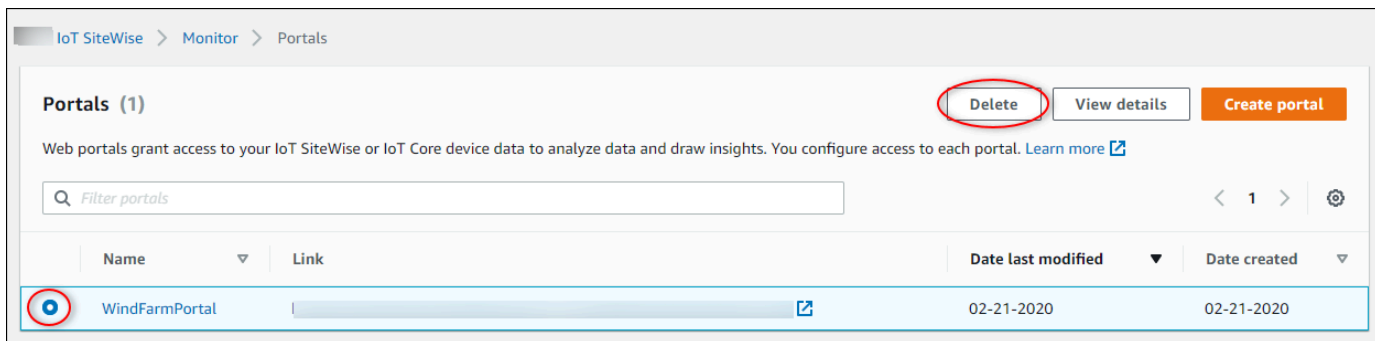 IoT SiteWise > Monitor > Portals
Portals (1) Delete View details Create portal
Web portals grant access to your IoT SiteWise or IoT Core device data to analyze data and draw insights. You configure access to each portal. Learn more
Filter portals < 1 >
Name Link Date last modified Date created
WindFarmPortal 02-21-2020 02-21-2020